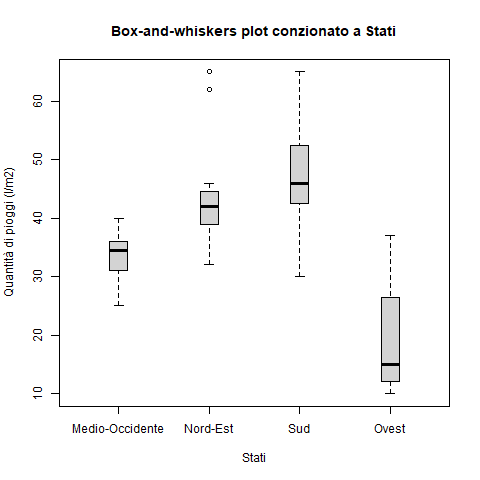 Box-and-whiskers plot conzionato a Stati
Quantità di pioggi (l/m2)
60
50
40
30
20
10
Medio-Occidente Nord-Est Sud Ovest
Stati